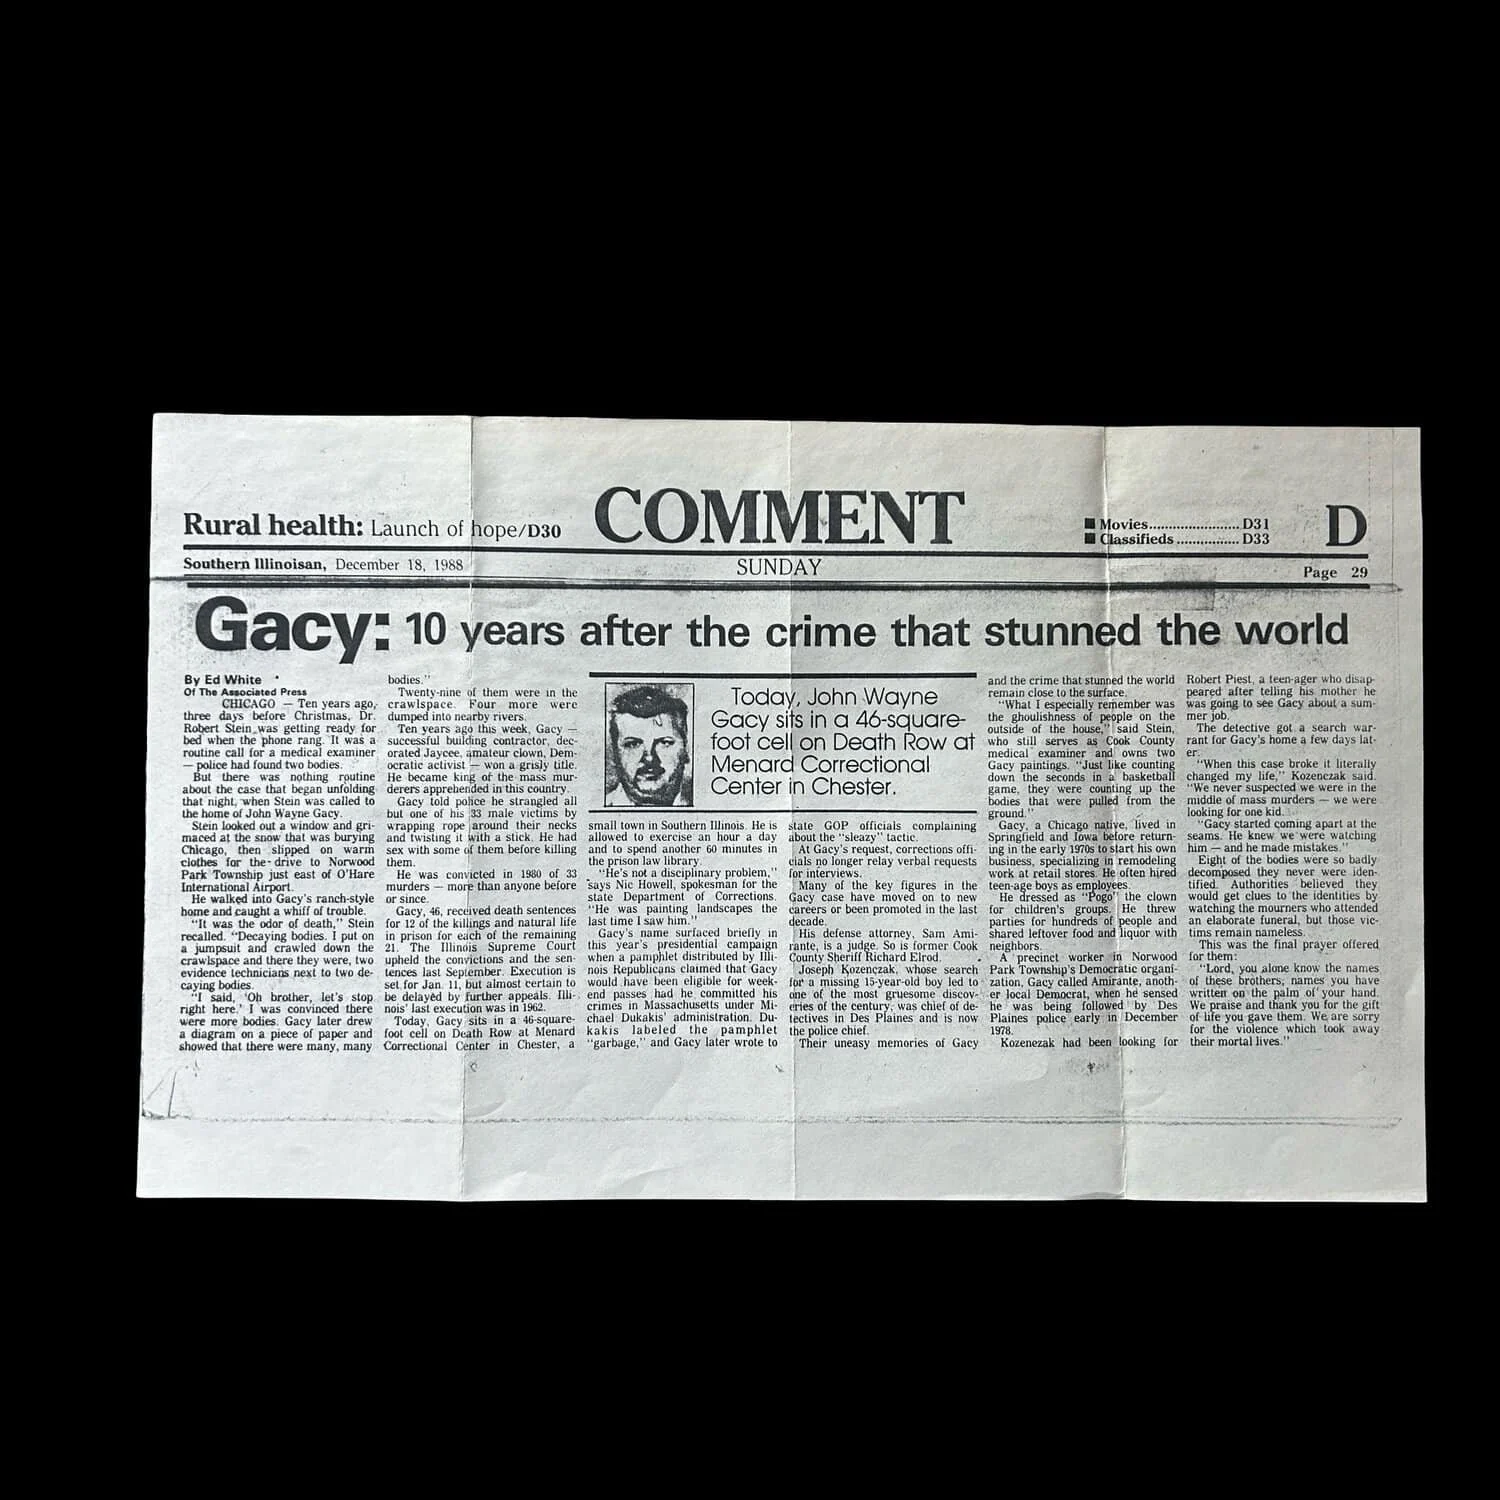 Rural health: Launch of hope/D30
COMMENT
■ Movies....................... D31
■ Classifieds ................ D33
D
Southern Illinoisan, December 18, 1988
SUNDAY
Page 29
Gacy: 10 years after the crime that stunned the world
By Ed White
Of The Associated Press
CHICAGO — Ten years ago,
three days before Christmas, Dr.
Robert Stein was getting ready for
bed when the phone rang. It was a
routine call for a medical examiner
— police had found two bodies.
But there was nothing routine
about the case that began unfolding
that night, when Stein was called to
the home of John Wayne Gacy.
Stein looked out a window and gri-
maced at the snow that was burying
Chicago, then slipped on warm
clothes for the drive to Norwood
Park Township just east of O'Hare
International Airport.
He walked into Gacy's ranch-style
home and caught a whiff of trouble.
"It was the odor of death," Stein
recalled. "Decaying bodies. I put on
a jumpsuit and crawled down the
crawlspace and there they were, two
evidence technicians next to two de-
caying bodies.
"I said, 'Oh brother, let's stop
right here.' I was convinced there
were more bodies. Gacy later drew
a diagram on a piece of paper and
showed that there were many, many
bodies."
Twenty-nine of them were in the
crawlspace. Four more were
dumped into nearby rivers.
Ten years ago this week, Gacy —
successful building contractor, dec-
orated Jaycee, amateur clown, Dem-
ocratic activist — won a grisly title.
He became king of the mass mur-
derers apprehended in this country.
Gacy told police he strangled all
but one of his 33 male victims by
wrapping rope around their necks
and twisting it with a stick. He had
sex with some of them before killing
them.
He was convicted in 1980 of 33
murders — more than anyone before
or since.
Gacy, 46, received death sentences
for 12 of the killings and natural life
in prison for each of the remaining
21. The Illinois Supreme Court
upheld the convictions and the sen-
tences last September. Execution is
set for Jan. 11, but almost certain to
be delayed by further appeals. Illi-
nois' last execution was in 1962.
Today, Gacy sits in a 46-square-
foot cell on Death Row at Menard
Correctional Center in Chester, a
Today, John Wayne
Gacy sits in a 46-square-
foot cell on Death Row at
Menard Correctional
Center in Chester.
small town in Southern Illinois. He is
allowed to exercise an hour a day
and to spend another 60 minutes in
the prison law library.
"He's not a disciplinary problem,"
says Nic Howell, spokesman for the
state Department of Corrections.
"He was painting landscapes the
last time I saw him."
Gacy's name surfaced briefly in
this year's presidential campaign
when a pamphlet distributed by Illi-
nois Republicans claimed that Gacy
would have been eligible for week-
end passes had he committed his
crimes in Massachusetts under Mi-
chael Dukakis' administration. Du-
kakis labeled the pamphlet
"garbage," and Gacy later wrote to
state GOP officials complaining
about the "sleazy" tactic.
At Gacy's request, corrections offi-
cials no longer relay verbal requests
for interviews.
Many of the key figures in the
Gacy case have moved on to new
careers or been promoted in the last
decade.
His defense attorney, Sam Ami-
rante, is a judge. So is former Cook
County Sheriff Richard Elrod.
Joseph Kozenczak, whose search
for a missing 15-year-old boy led to
one of the most gruesome discov-
eries of the century, was chief of de-
tectives in Des Plaines and is now
the police chief.
Their uneasy memories of Gacy
and the crime that stunned the world
remain close to the surface.
"What I especially remember was
the ghoulishness of people on the
outside of the house," said Stein,
who still serves as Cook County
medical examiner and owns two
Gacy paintings. "Just like counting
down the seconds in a basketball
game, they were counting up the
bodies that were pulled from the
ground."
Gacy, a Chicago native, lived in
Springfield and Iowa before return-
ing in the early 1970s to start his own
business, specializing in remodeling
work at retail stores. He often hired
teen-age boys as employees.
He dressed as "Pogo" the clown
for children's groups. He threw
parties for hundreds of people and
shared leftover food and liquor with
neighbors.
A precinct worker in Norwood
Park Township's Democratic organi-
zation, Gacy called Amirante, anoth-
er local Democrat, when he sensed
he was being followed by Des
Plaines police early in December
1978.
Kozenezak had been looking for
Robert Piest, a teen-ager who disap-
peared after telling his mother he
was going to see Gacy about a sum-
mer job.
The detective got a search war-
rant for Gacy's home a few days lat-
er.
"When this case broke it literally
changed my life," Kozenczak said.
"We never suspected we were in the
middle of mass murders — we were
looking for one kid.
"Gacy started coming apart at the
seams. He knew we were watching
him — and he made mistakes."
Eight of the bodies were so badly
decomposed they never were iden-
tified. Authorities believed they
would get clues to the identities by
watching the mourners who attended
an elaborate funeral, but those vic-
tims remain nameless.
This was the final prayer offered
for them:
"Lord, you alone know the names
of these brothers; names you have
written on the palm of your hand.
We praise and thank you for the gift
of life you gave them. We are sorry
for the violence which took away
their mortal lives."